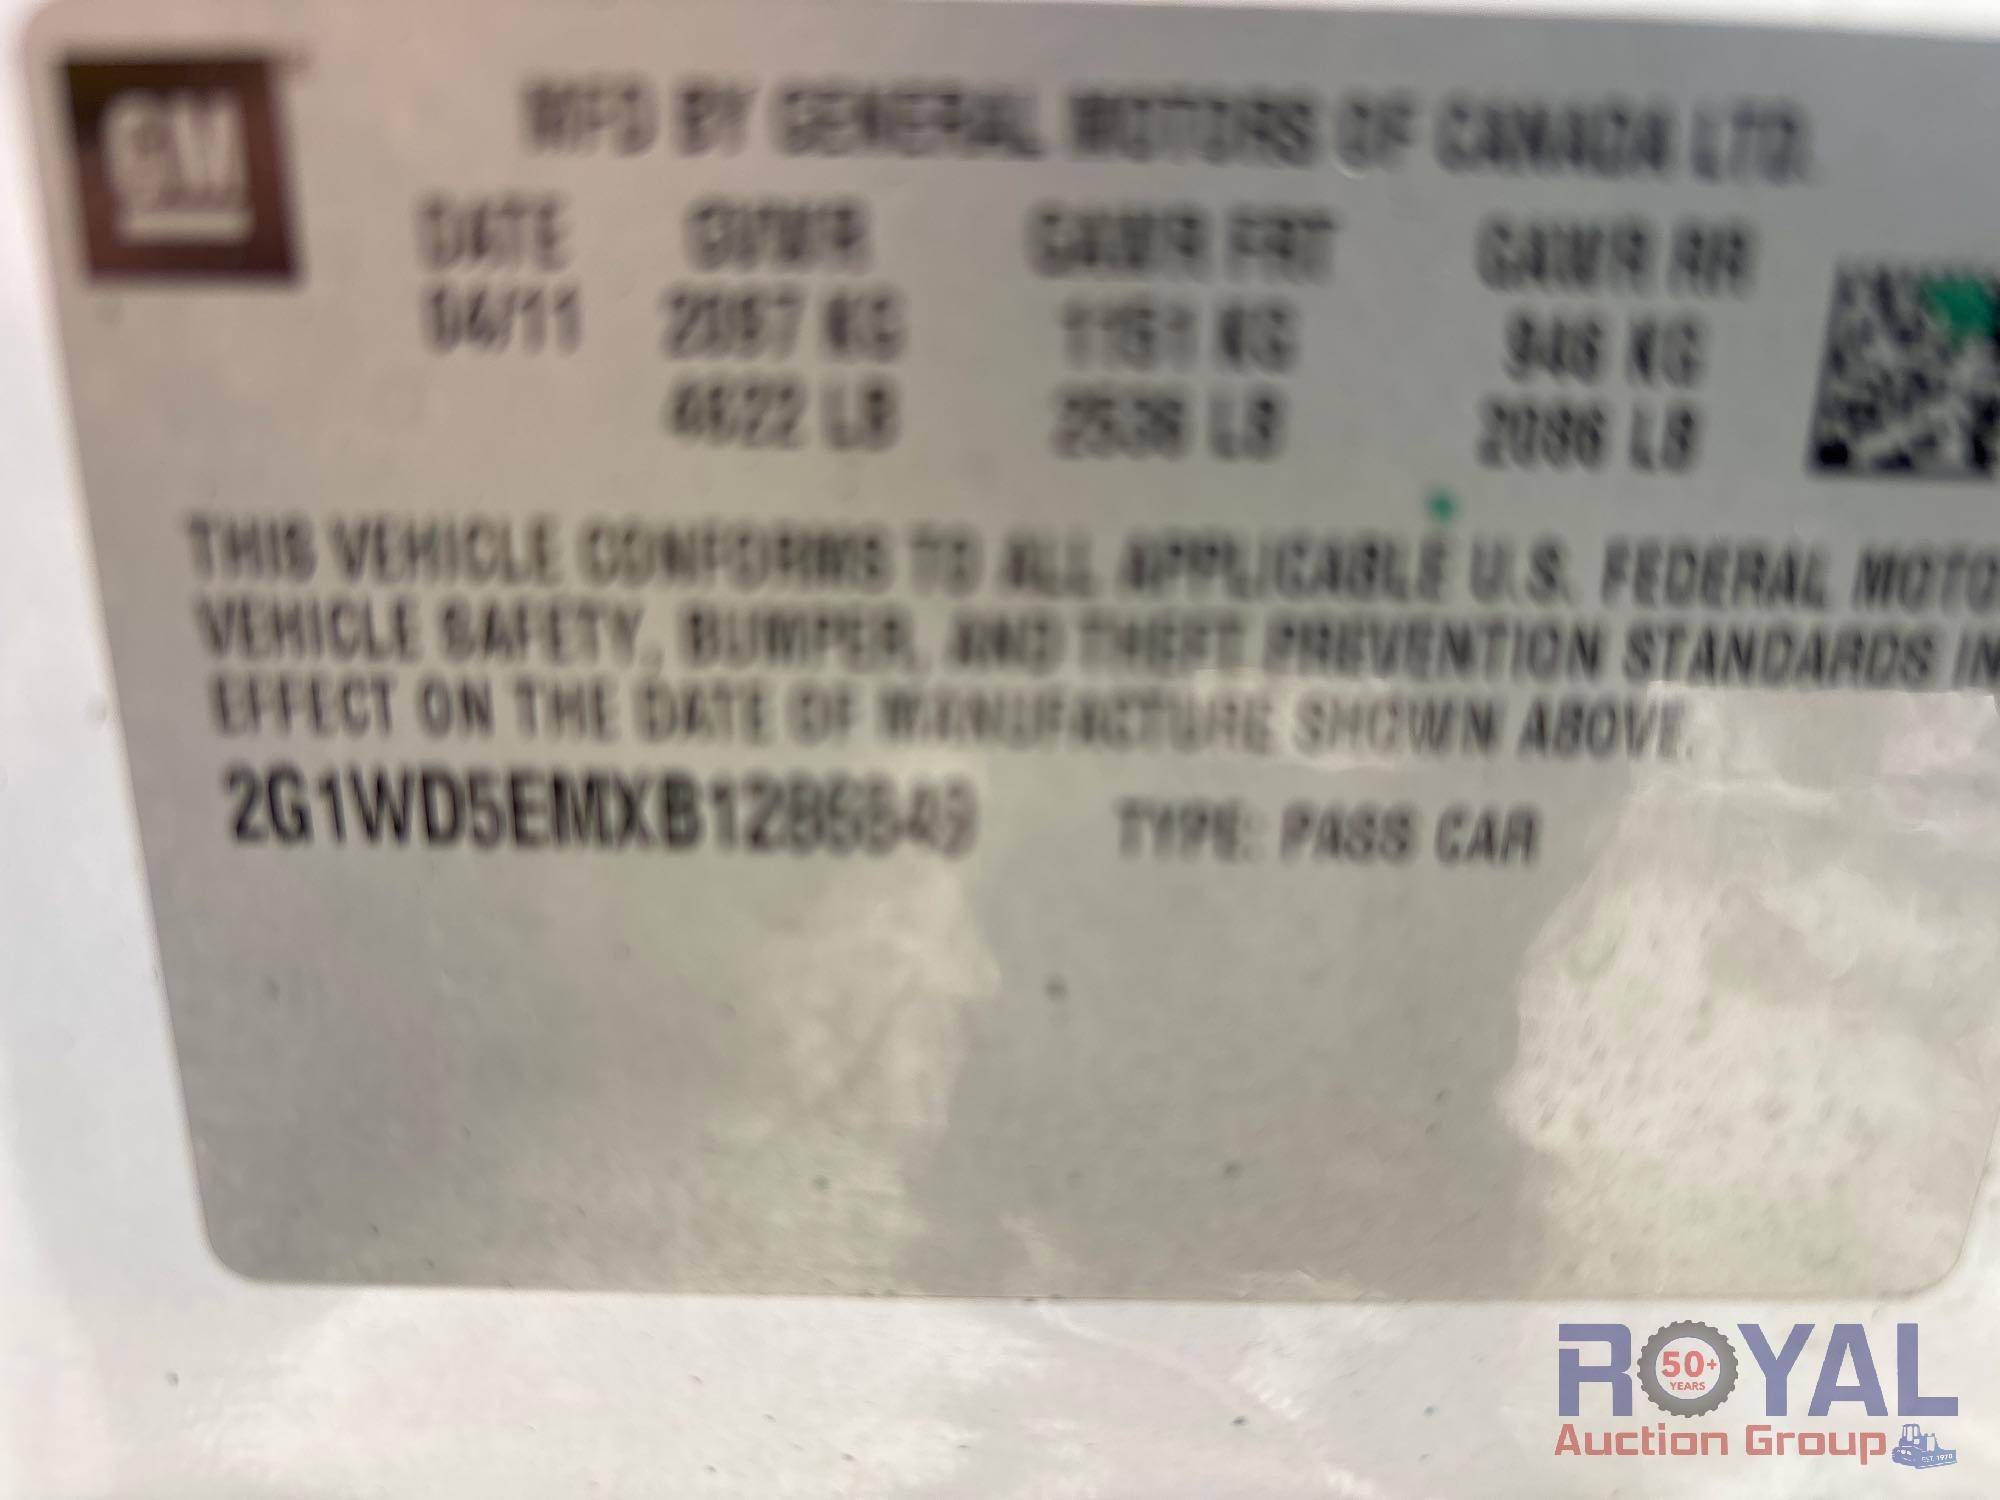 GM
MFD BY GENERAL MOTORS OF CANADA LTD.
DATE GVWR GAWR FRT GAWR RR
04/11 2097 KG 1151 KG 946 KG
4622 LB 2536 LB 2086 LB
THIS VEHICLE CONFORMS TO ALL APPLICABLE U.S. FEDERAL MOTO
VEHICLE SAFETY, BUMPER, AND THEFT PREVENTION STANDARDS IN
EFFECT ON THE DATE OF MANUFACTURE SHOWN ABOVE.
2G1WD5EMXB1286849 TYPE: PASS CAR
ROYAL
50+
YEARS
Auction Group
EST. 1970